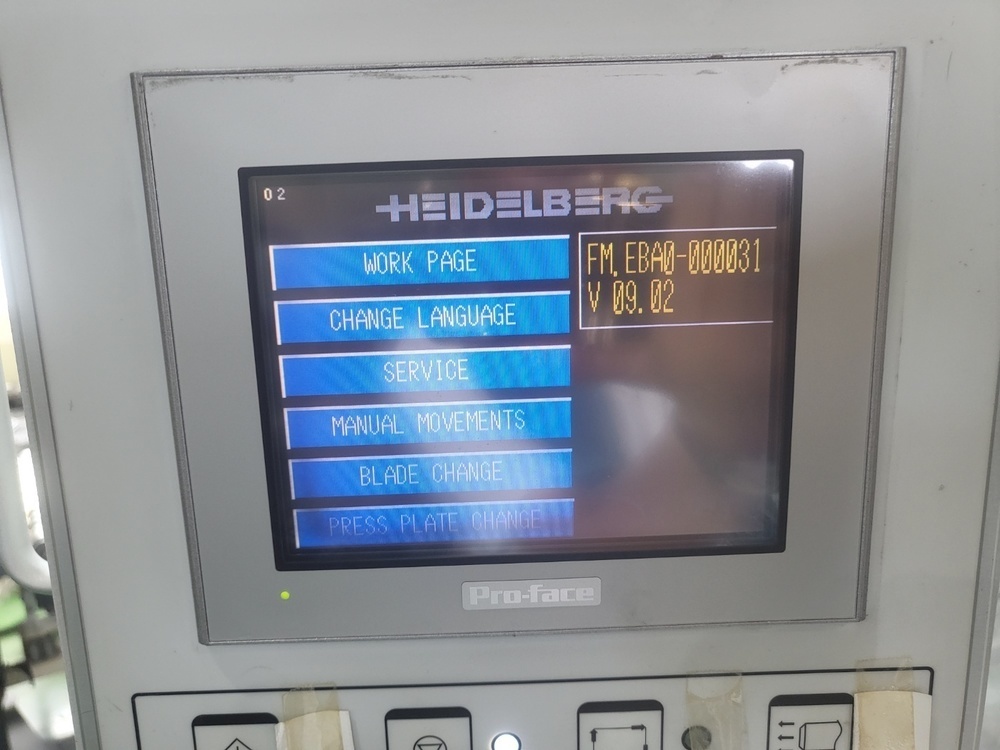 02
HEIDELBERG
WORK PAGE
CHANGE LANGUAGE
SERVICE
MANUAL MOVEMENTS
BLADE CHANGE
PRESS PLATE CHANGE
FM.EBA0-000031
V 09.02
Pro-face